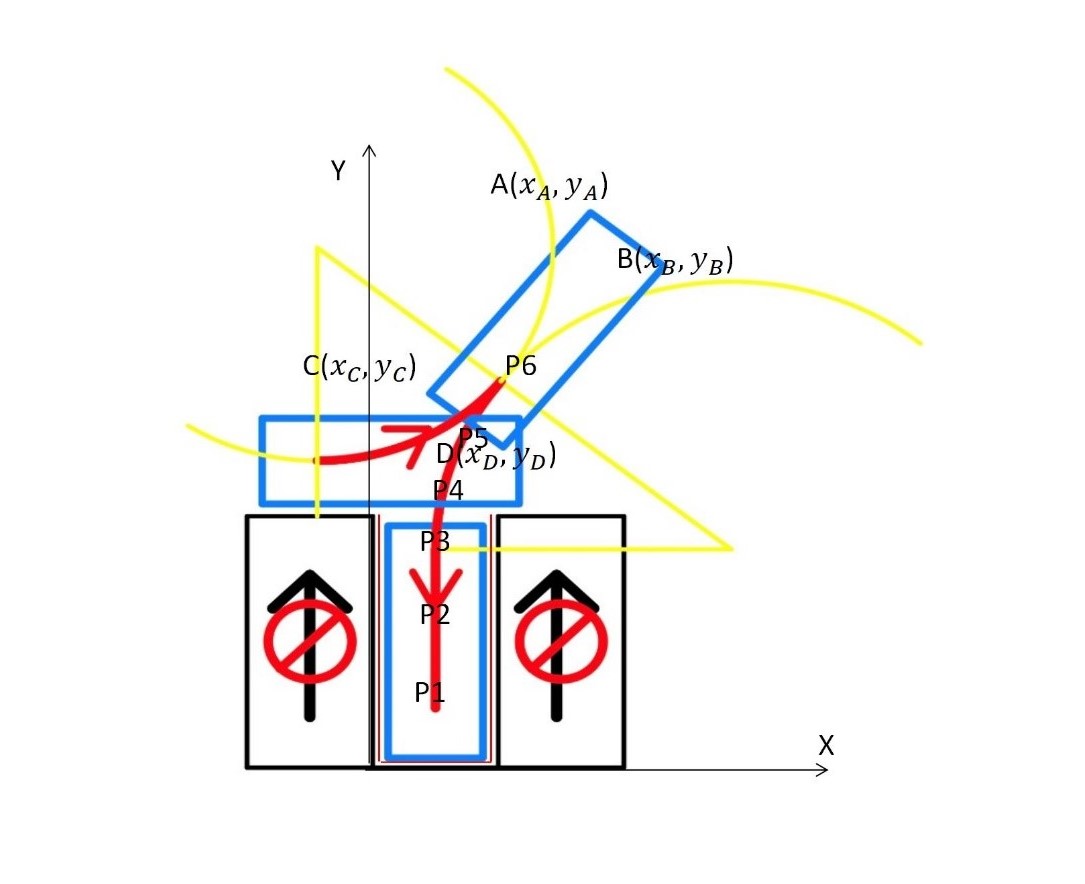 Y
A(x_A, y_A)
B(x_B, y_B)
C(x_C, y_C)
P6
P5
D(x_D, y_D)
P4
P3
P2
P1
X